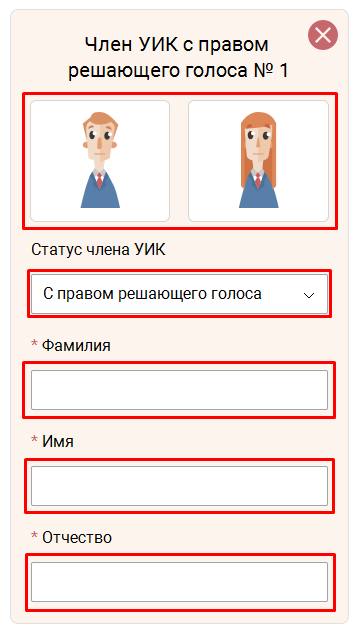 Член УИК с правом
решающего голоса № 1
Статус члена УИК
С правом решающего голоса
* Фамилия
* Имя
* Отчество